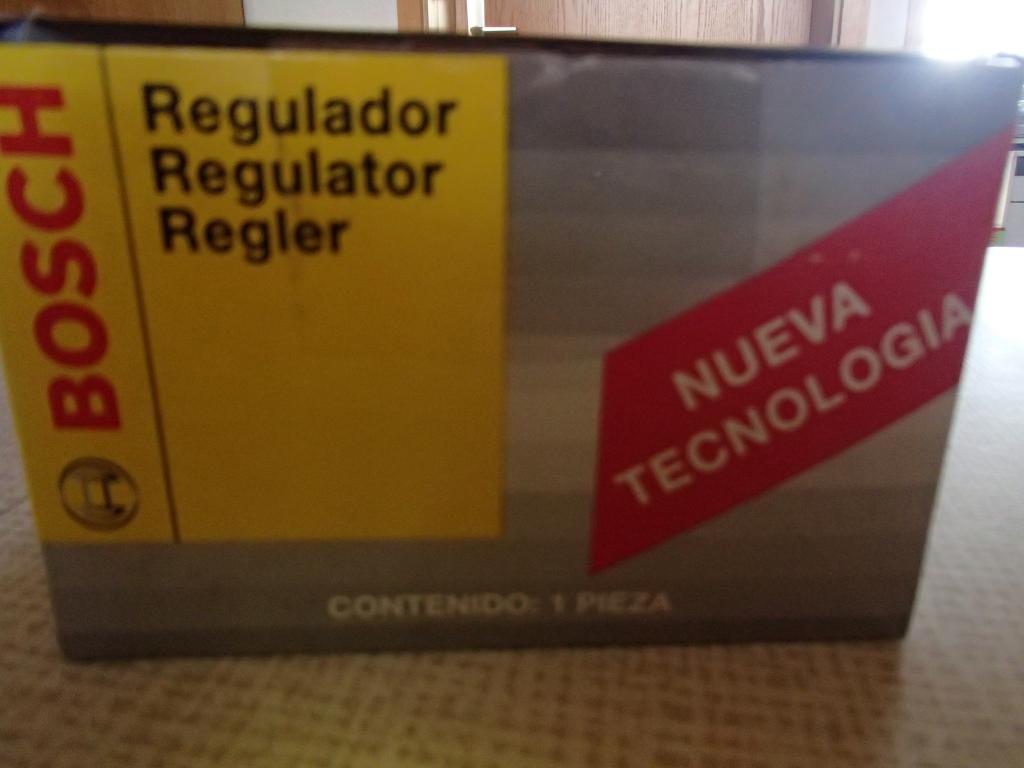 BOSCH
Regulador
Regulator
Regler
NUEVA
TECNOLOGIA
CONTENIDO: 1 PIEZA